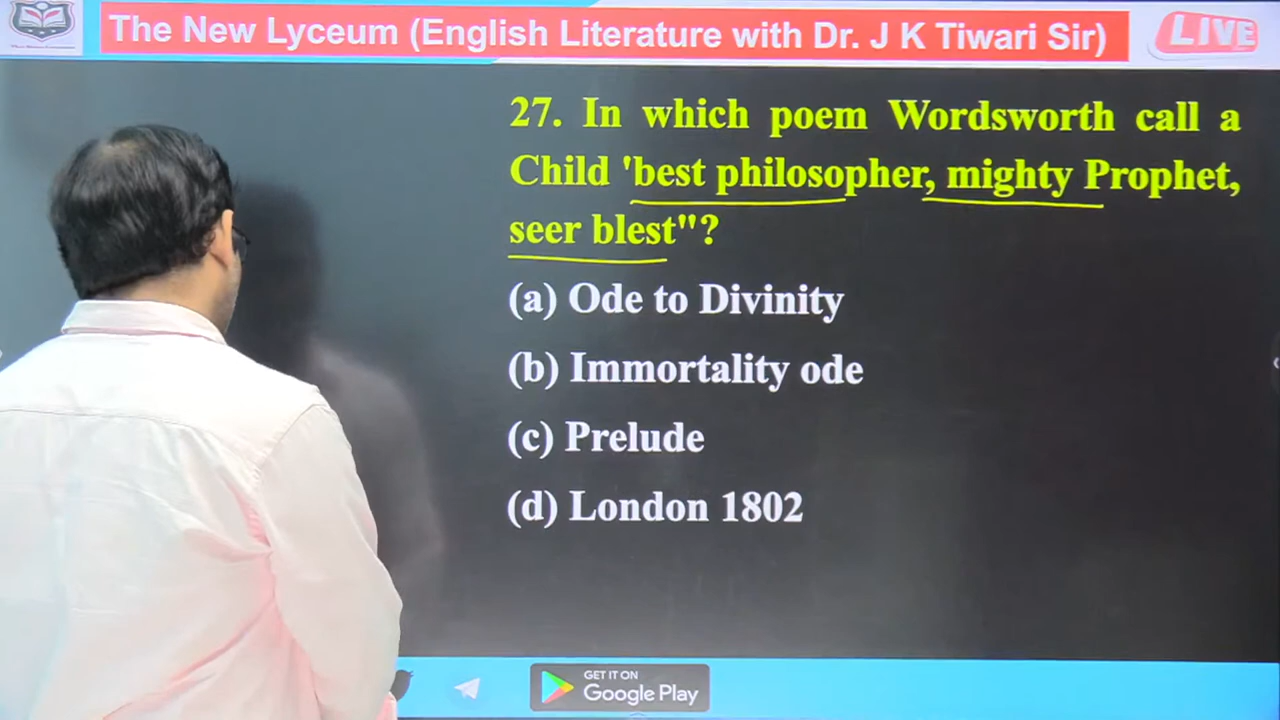 The New Lyceum (English Literature with Dr. J K Tiwari Sir)
LIVE
27. In which poem Wordsworth call a
Child 'best philosopher, mighty Prophet,
seer blest"?
(a) Ode to Divinity
(b) Immortality ode
(c) Prelude
(d) London 1802
GET IT ON
Google Play